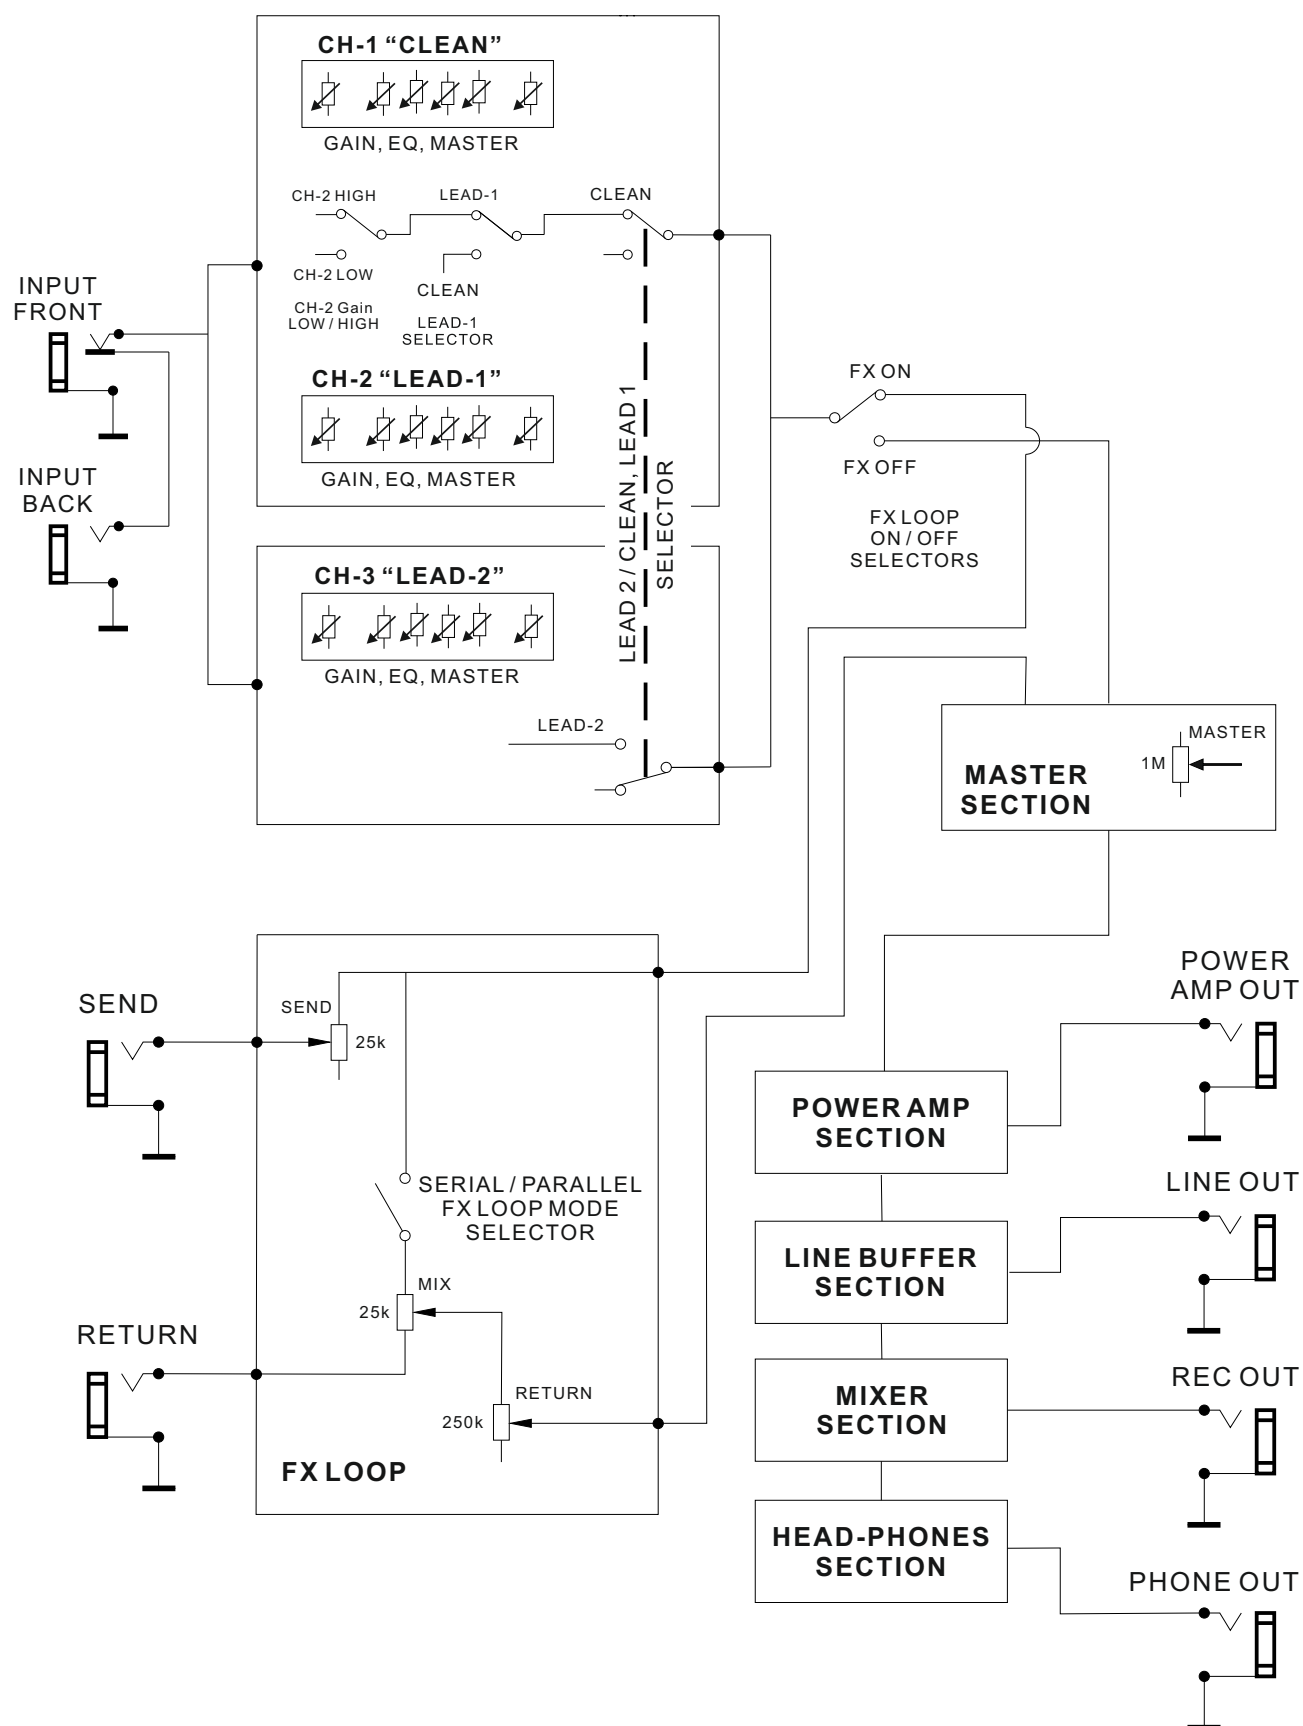 CH-1 “CLEAN”
GAIN, EQ, MASTER
CH-2 HIGH
LEAD-1
CLEAN
CH-2 LOW
CLEAN
CH-2 Gain
LOW / HIGH
LEAD-1
SELECTOR
INPUT
FRONT
CH-2 “LEAD-1”
GAIN, EQ, MASTER
INPUT
BACK
LEAD 2 / CLEAN, LEAD 1
SELECTOR
FX ON
FX OFF
FX LOOP
ON / OFF
SELECTORS
CH-3 “LEAD-2”
GAIN, EQ, MASTER
LEAD-2
MASTER
1M
MASTER
SECTION
SEND
SEND
25k
SERIAL / PARALLEL
FX LOOP MODE
SELECTOR
MIX
25k
RETURN
RETURN
250k
FX LOOP
POWER
AMP OUT
POWER AMP
SECTION
LINE OUT
LINE BUFFER
SECTION
REC OUT
MIXER
SECTION
HEAD-PHONES
SECTION
PHONE OUT